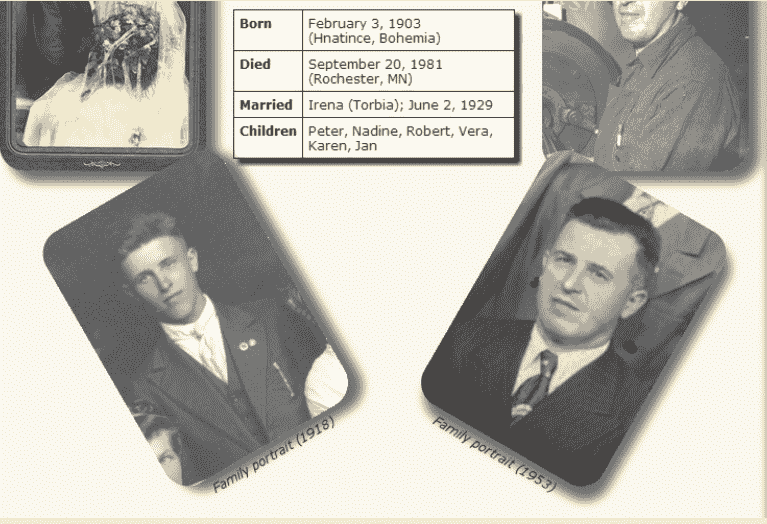 Born February 3, 1903
(Hnatince, Bohemia)
Died September 20, 1981
(Rochester, MN)
Married Irena (Torbia); June 2, 1929
Children Peter, Nadine, Robert, Vera,
Karen, Jan
Family portrait (1918)
Family portrait (1953)